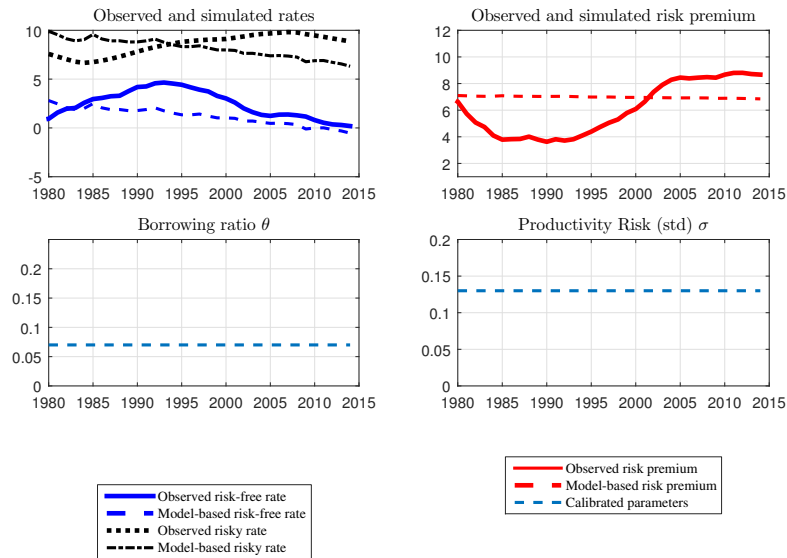 Observed and simulated rates
10
5
0
-5
1980 1985 1990 1995 2000 2005 2010 2015
Observed and simulated risk premium
12
10
8
6
4
2
1980 1985 1990 1995 2000 2005 2010 2015
Borrowing ratio θ
0.2
0.15
0.1
0.05
0
1980 1985 1990 1995 2000 2005 2010 2015
Productivity Risk (std) σ
0.2
0.15
0.1
0.05
0
1980 1985 1990 1995 2000 2005 2010 2015
Observed risk-free rate
Model-based risk-free rate
Observed risky rate
Model-based risky rate
Observed risk premium
Model-based risk premium
Calibrated parameters